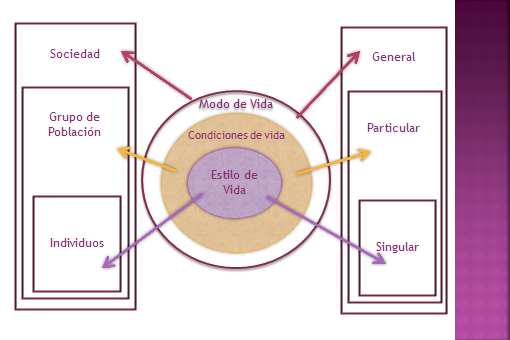 Sociedad
Grupo de
Población
Individuos
Modo de Vida
Condiciones de vida
Estilo de
Vida
General
Particular
Singular